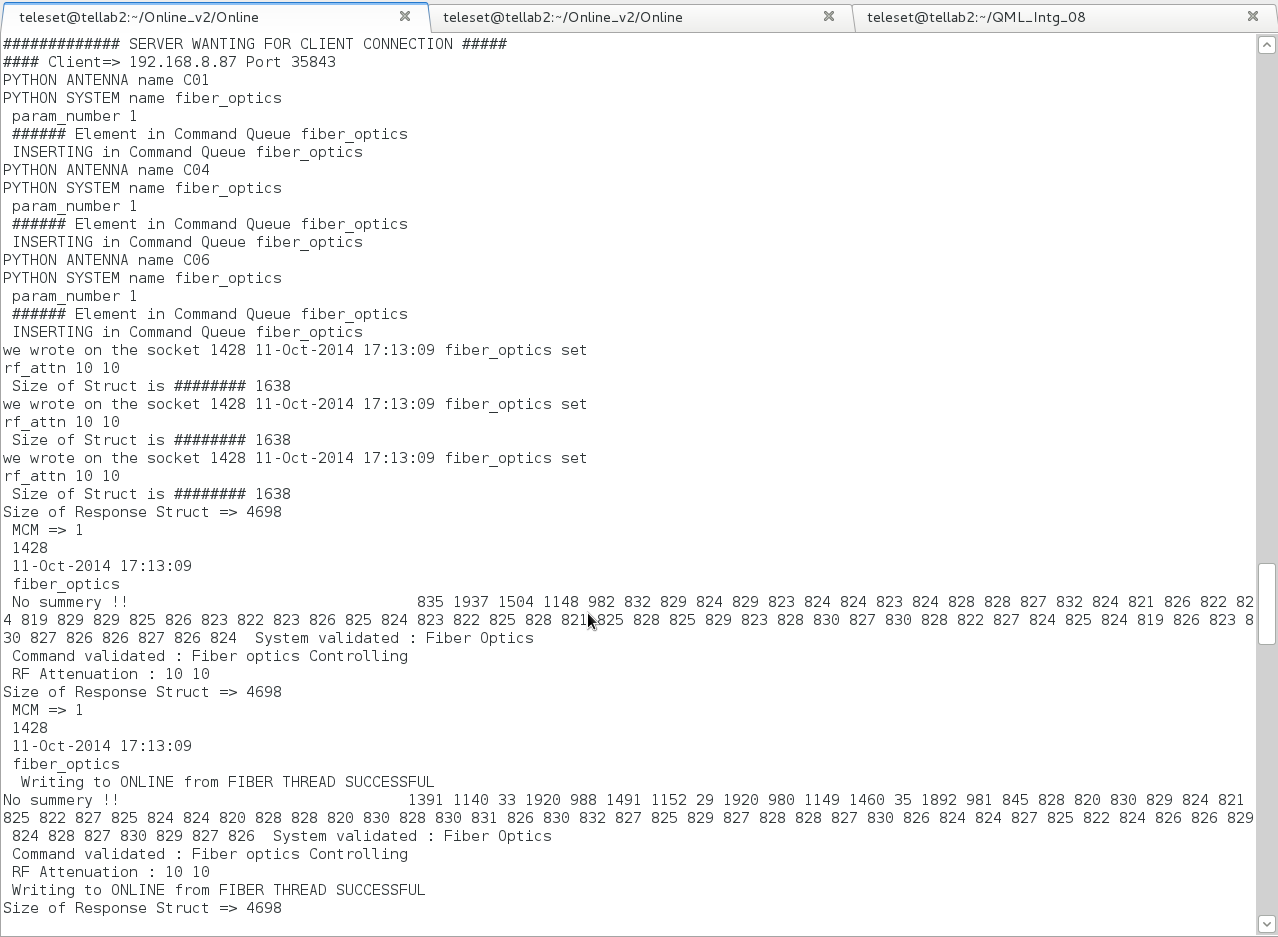 teleset@tellab2:~/Online_v2/Online
teleset@tellab2:~/Online_v2/Online
teleset@tellab2:~/QML_Intg_08
############# SERVER WANTING FOR CLIENT CONNECTION #####
#### Client=> 192.168.8.87 Port 35843
PYTHON ANTENNA name C01
PYTHON SYSTEM name fiber_optics
param_number 1
###### Element in Command Queue fiber_optics
INSERTING in Command Queue fiber_optics
PYTHON ANTENNA name C04
PYTHON SYSTEM name fiber_optics
param_number 1
###### Element in Command Queue fiber_optics
INSERTING in Command Queue fiber_optics
PYTHON ANTENNA name C06
PYTHON SYSTEM name fiber_optics
param_number 1
###### Element in Command Queue fiber_optics
INSERTING in Command Queue fiber_optics
we wrote on the socket 1428 11-Oct-2014 17:13:09 fiber_optics set
rf_attn 10 10
Size of Struct is ######## 1638
we wrote on the socket 1428 11-Oct-2014 17:13:09 fiber_optics set
rf_attn 10 10
Size of Struct is ######## 1638
we wrote on the socket 1428 11-Oct-2014 17:13:09 fiber_optics set
rf_attn 10 10
Size of Struct is ######## 1638
Size of Response Struct => 4698
MCM => 1
1428
11-Oct-2014 17:13:09
fiber_optics
No summery !! 835 1937 1504 1148 982 832 829 824 829 823 824 824 823 824 828 828 827 832 824 821 826 822 82
4 819 829 829 825 826 823 822 823 826 825 824 823 822 825 828 821 825 828 825 829 823 828 830 827 830 828 822 827 824 825 824 819 826 823 8
30 827 826 826 827 826 824 System validated : Fiber Optics
Command validated : Fiber optics Controlling
RF Attenuation : 10 10
Size of Response Struct => 4698
MCM => 1
1428
11-Oct-2014 17:13:09
fiber_optics
Writing to ONLINE from FIBER THREAD SUCCESSFUL
No summery !! 1391 1140 33 1920 988 1491 1152 29 1920 980 1149 1460 35 1892 981 845 828 820 830 829 824 821
825 822 827 825 824 824 820 828 828 820 830 828 830 831 826 830 832 827 825 829 827 828 828 827 830 826 824 824 827 825 822 824 826 826 829
824 828 827 830 829 827 826 System validated : Fiber Optics
Command validated : Fiber optics Controlling
RF Attenuation : 10 10
Writing to ONLINE from FIBER THREAD SUCCESSFUL
Size of Response Struct => 4698